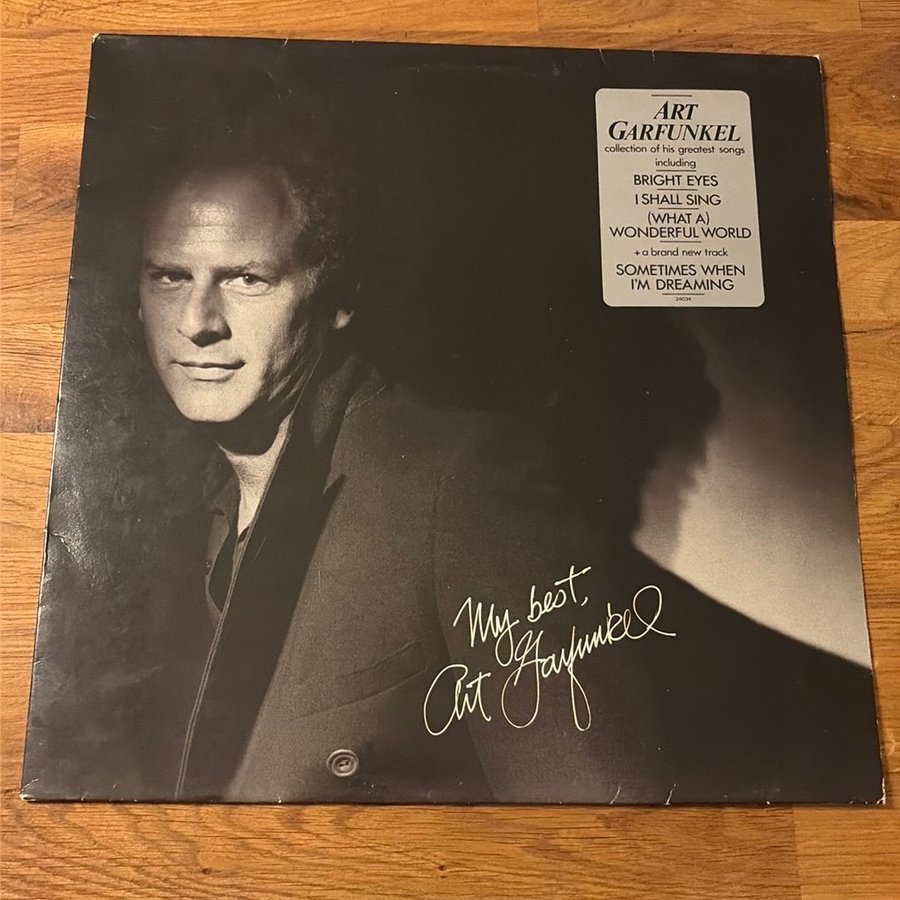 ART
GARFUNKEL
collection of his greatest songs
including
BRIGHT EYES
I SHALL SING
(WHAT A)
WONDERFUL WORLD
+ a brand new track
SOMETIMES WHEN
I'M DREAMING
24034
My best,
Art Garfunkel